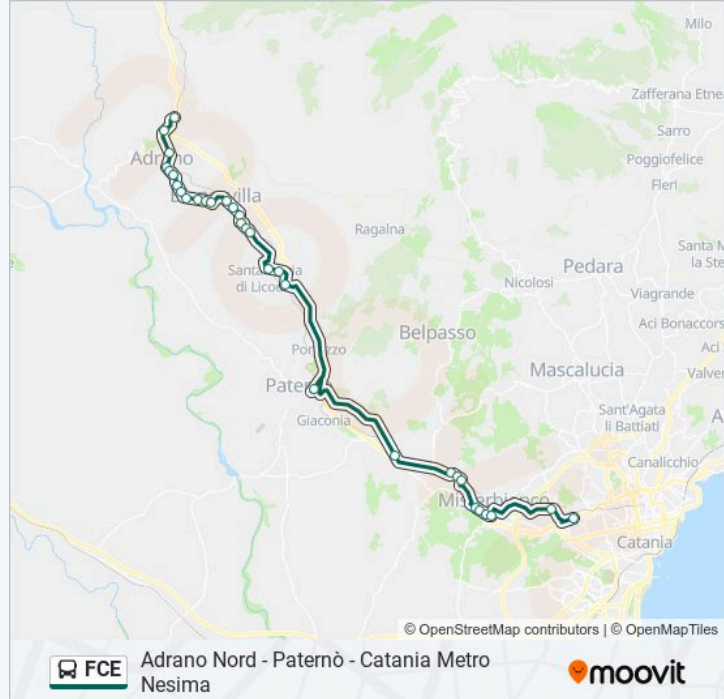 Milo
Zafferana Etne
Sarro
Adrano
Poggiofelice
Fleri
Ragalna
Pedara
Santa M
la Ste
Nicolosi
Viagrande
Aci Bonaccors
Belpasso
Aci
Mascalucia
Valver
Paternò
Sant'Agata
li Battiati
Giaconia
Canalicchio
Misterbianco
Catania
© OpenStreetMap contributors | © OpenMapTiles
FCE
Adrano Nord - Paternò - Catania Metro
Nesima
moovit